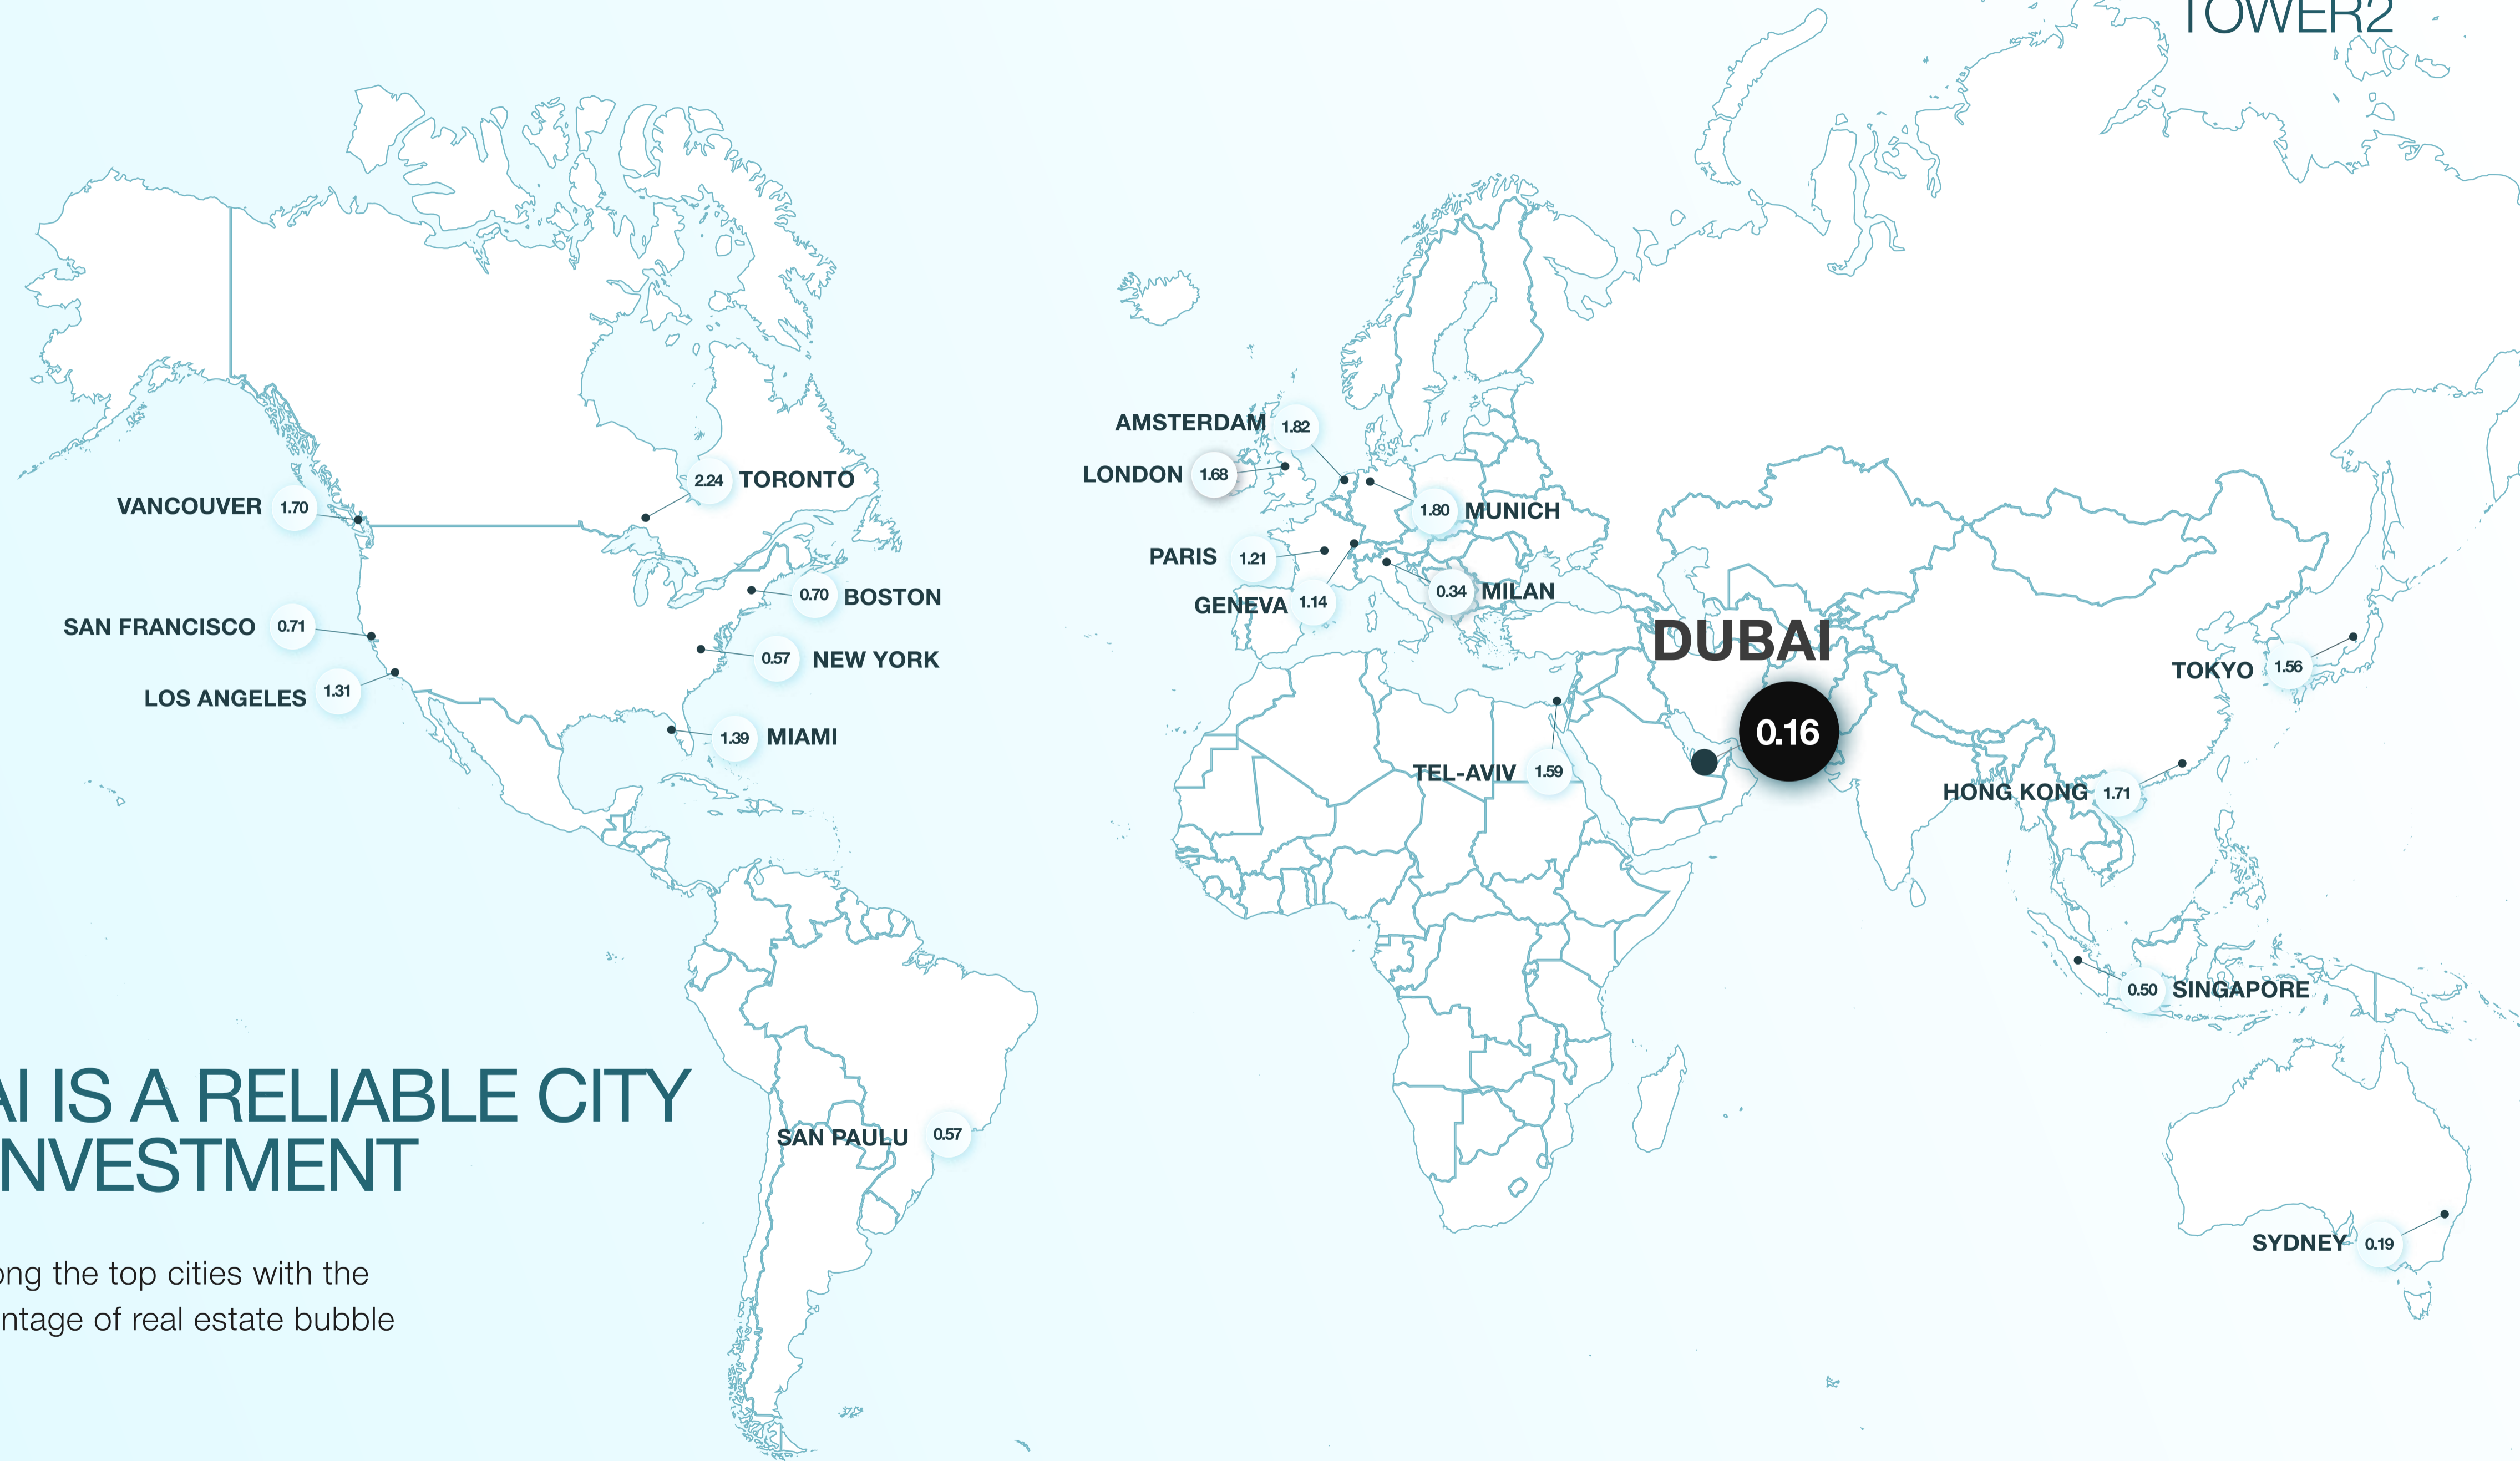 TOWER2
AMSTERDAM 1.82
LONDON 1.68
2.24 TORONTO
VANCOUVER 1.70
1.80 MUNICH
PARIS 1.21
0.34 MILAN
GENEVA 1.14
0.70 BOSTON
SAN FRANCISCO 0.71
0.57 NEW YORK
LOS ANGELES 1.31
1.39 MIAMI
DUBAI
0.16
TOKYO 1.56
TEL-AVIV 1.59
HONG KONG 1.71
0.50 SINGAPORE
AI IS A RELIABLE CITY
NVESTMENT
SAN PAULU 0.57
SYDNEY 0.19
ong the top cities with the
ntage of real estate bubble